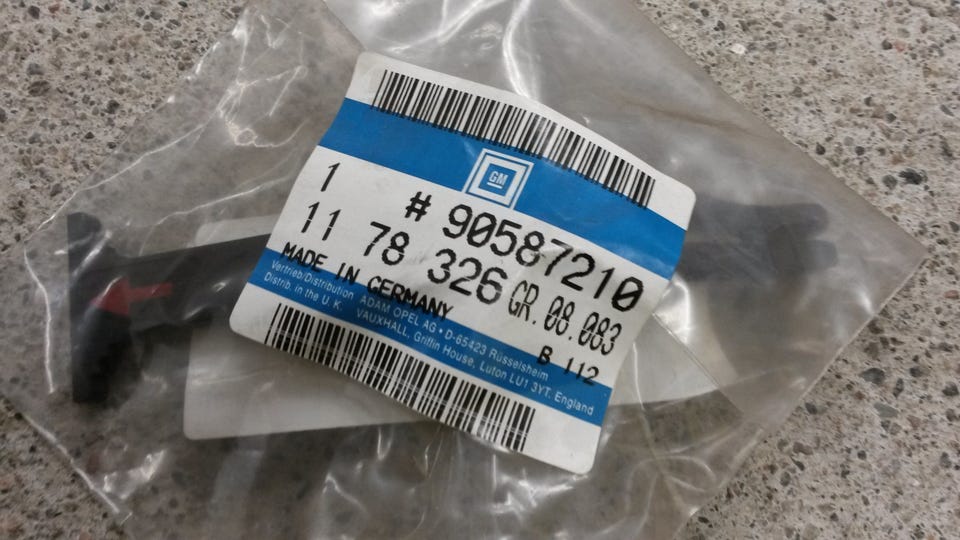 GM
1 # 90587210
11 78 326 GR.08.083
MADE IN GERMANY B 112
Vertrieb/Distribution ADAM OPEL AG • D-65423 Rüsselsheim
Distrib. in the U. K. VAUXHALL, Griffin House, Luton LU1 3YT. England